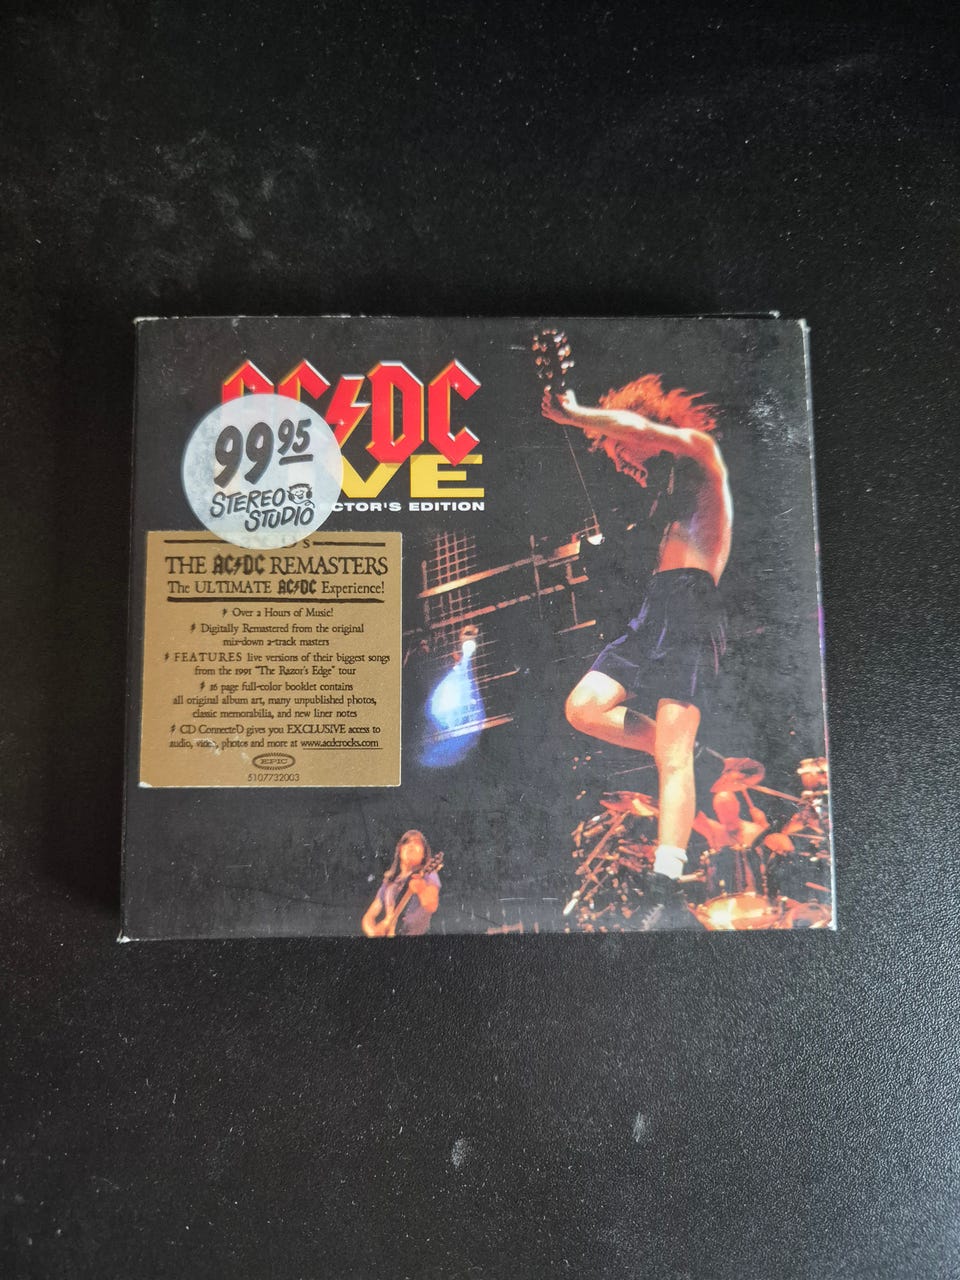 AC/DC
99 95
STEREO
STUDIO
VE
CTOR'S EDITION
THE AC/DC REMASTERS
The ULTIMATE AC/DC Experience!
Over 2 Hours of Music!
Digitally Remastered from the original
mix-down 2-track masters
FEATURES live versions of their biggest songs
from the 1991 "The Razor's Edge" tour
16 page full-color booklet contains
all original album art, many unpublished photos,
classic memorabilia, and new liner notes
CD ConnecteD gives you EXCLUSIVE access to
audio, video, photos and more at www.acdcrocks.com
EPIC
5107732003